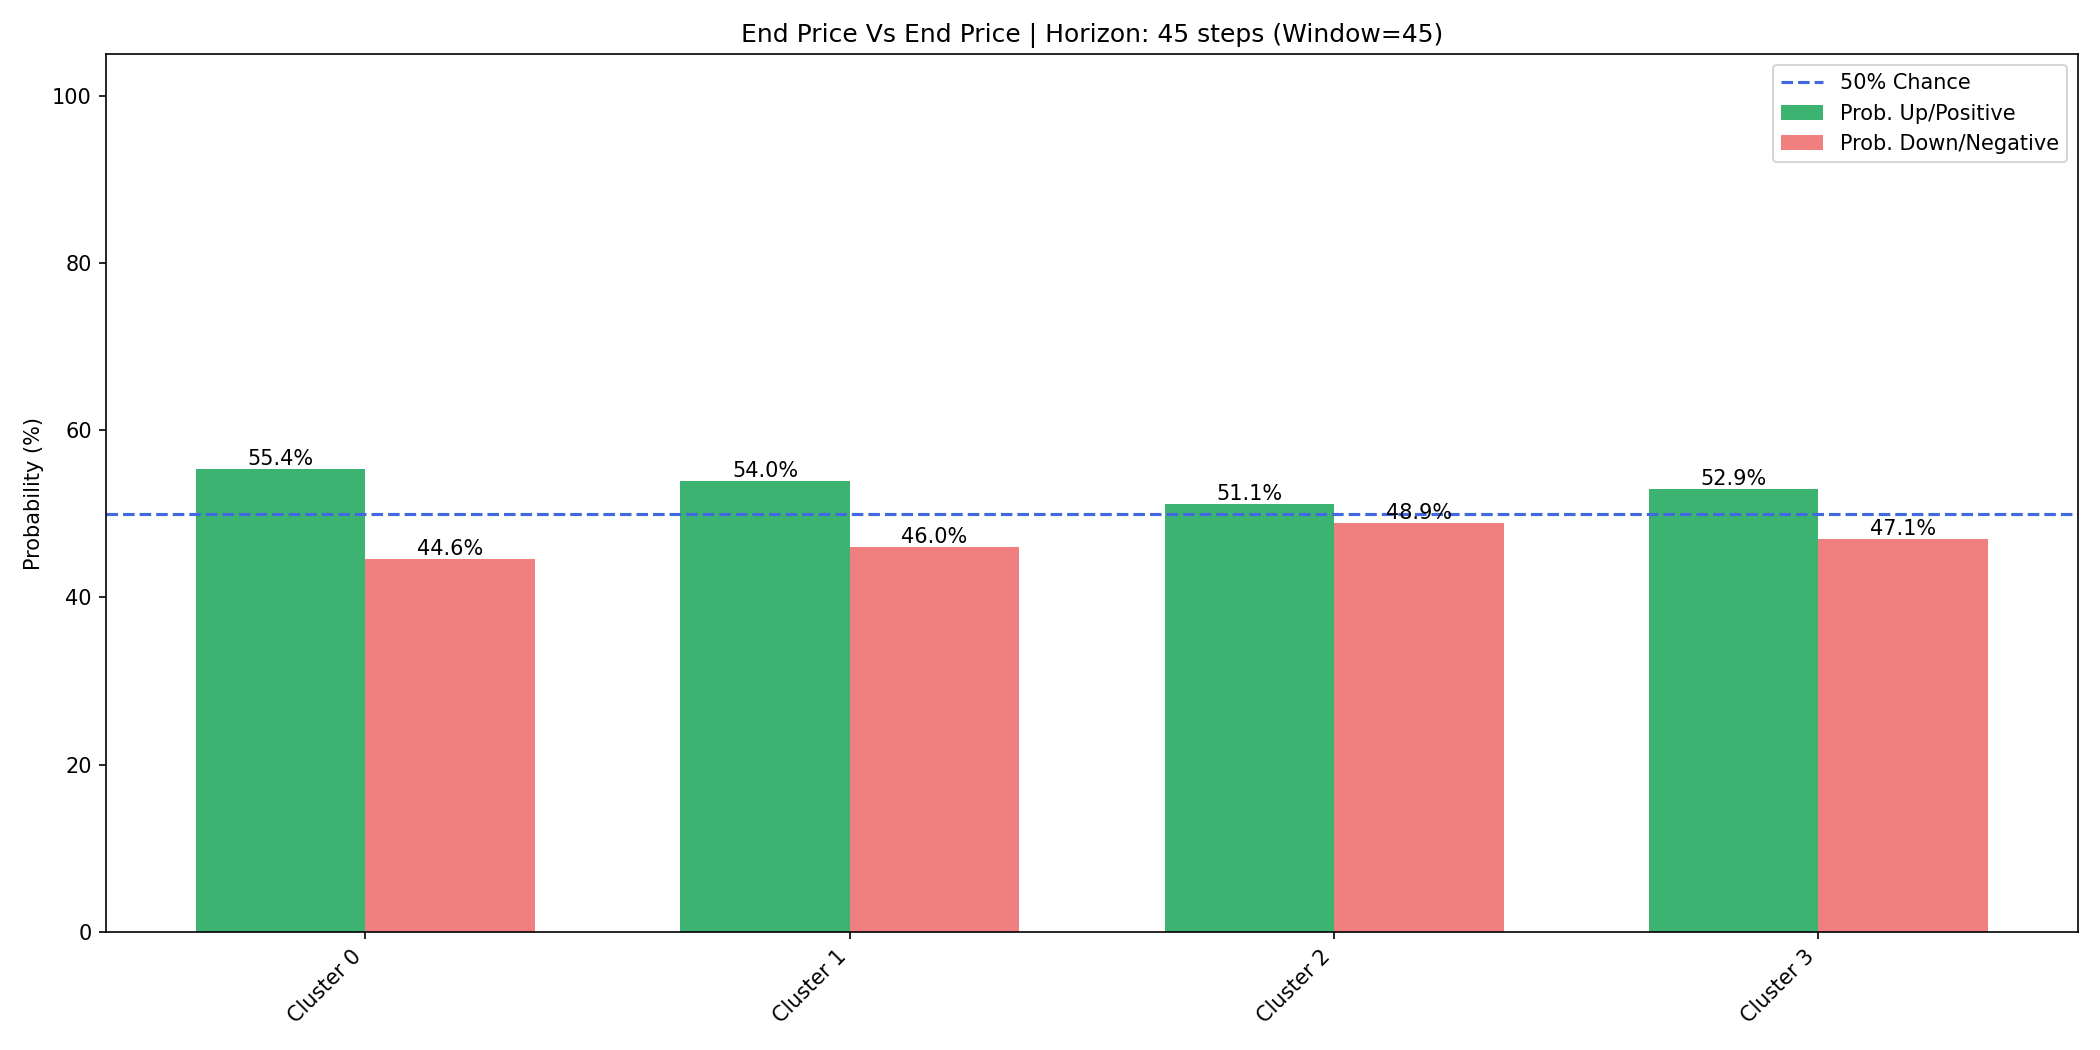 End Price Vs End Price | Horizon: 45 steps (Window=45)
50% Chance
Prob. Up/Positive
Prob. Down/Negative
Probability (%)
100
80
60
40
20
0
55.4%
44.6%
54.0%
46.0%
51.1%
48.9%
52.9%
47.1%
Cluster 0
Cluster 1
Cluster 2
Cluster 3